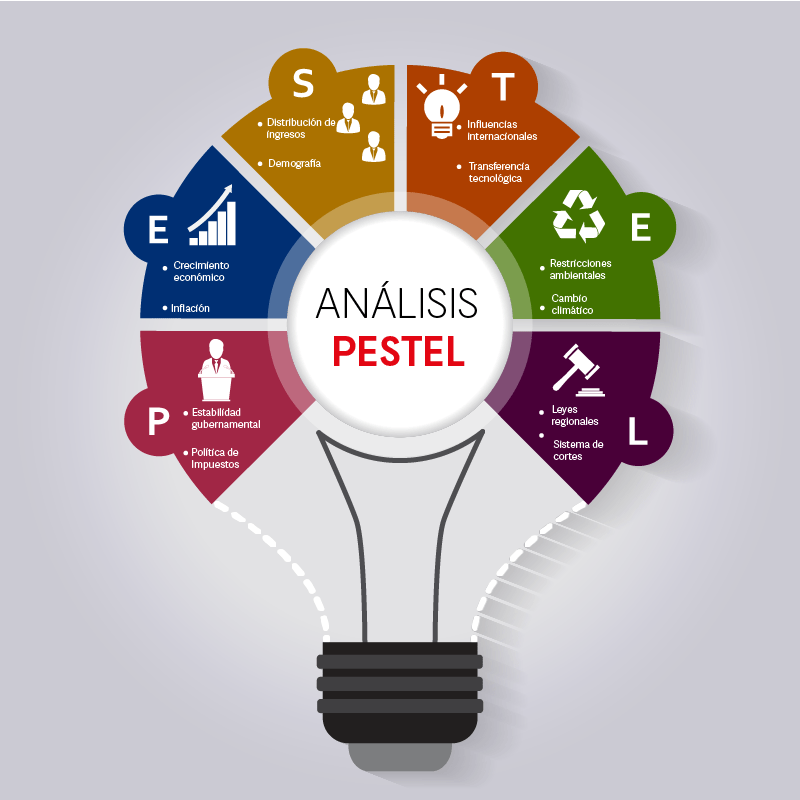 ANÁLISIS
PESTEL
P
• Estabilidad
gubernamental
• Política de
Impuestos
E
• Crecimiento
económico
• Inflación
S
• Distribución de
ingresos
• Demografía
T
• Influencias
internacionales
• Transferencia
tecnológica
E
• Restricciones
ambientales
• Cambio
climático
L
• Leyes
regionales
• Sistema de
cortes